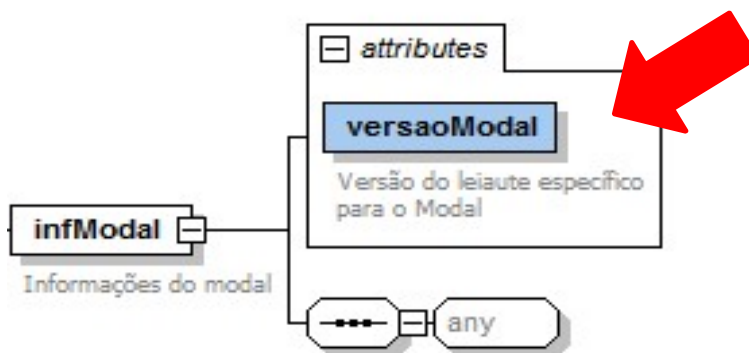 attributes
versaoModal
Versão do leiaute específico
para o Modal
infModal
Informações do modal
any